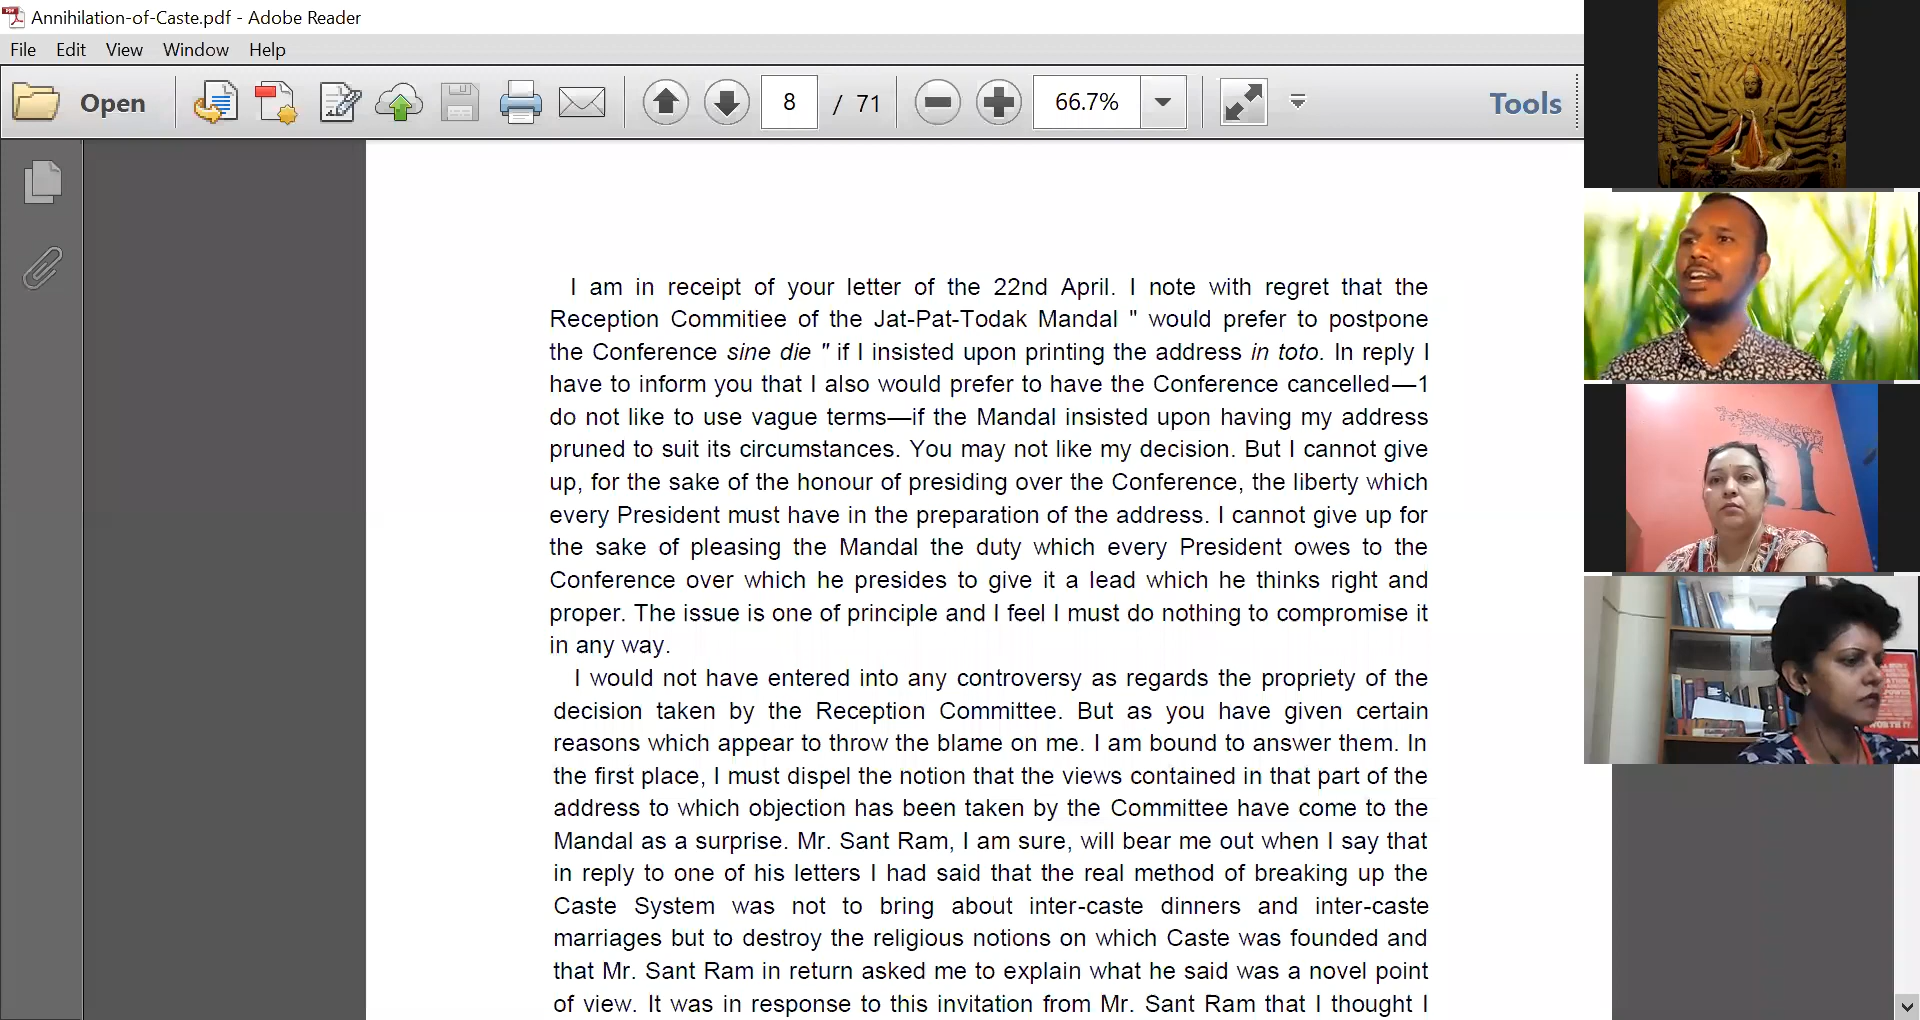 Annihilation-of-Caste.pdf - Adobe Reader
File Edit View Window Help
Open 8 / 71 66.7% Tools
I am in receipt of your letter of the 22nd April. I note with regret that the
Reception Commitiee of the Jat-Pat-Todak Mandal " would prefer to postpone
the Conference sine die " if I insisted upon printing the address in toto. In reply I
have to inform you that I also would prefer to have the Conference cancelled—1
do not like to use vague terms—if the Mandal insisted upon having my address
pruned to suit its circumstances. You may not like my decision. But I cannot give
up, for the sake of the honour of presiding over the Conference, the liberty which
every President must have in the preparation of the address. I cannot give up for
the sake of pleasing the Mandal the duty which every President owes to the
Conference over which he presides to give it a lead which he thinks right and
proper. The issue is one of principle and I feel I must do nothing to compromise it
in any way.
I would not have entered into any controversy as regards the propriety of the
decision taken by the Reception Committee. But as you have given certain
reasons which appear to throw the blame on me. I am bound to answer them. In
the first place, I must dispel the notion that the views contained in that part of the
address to which objection has been taken by the Committee have come to the
Mandal as a surprise. Mr. Sant Ram, I am sure, will bear me out when I say that
in reply to one of his letters I had said that the real method of breaking up the
Caste System was not to bring about inter-caste dinners and inter-caste
marriages but to destroy the religious notions on which Caste was founded and
that Mr. Sant Ram in return asked me to explain what he said was a novel point
of view. It was in response to this invitation from Mr. Sant Ram that I thought I